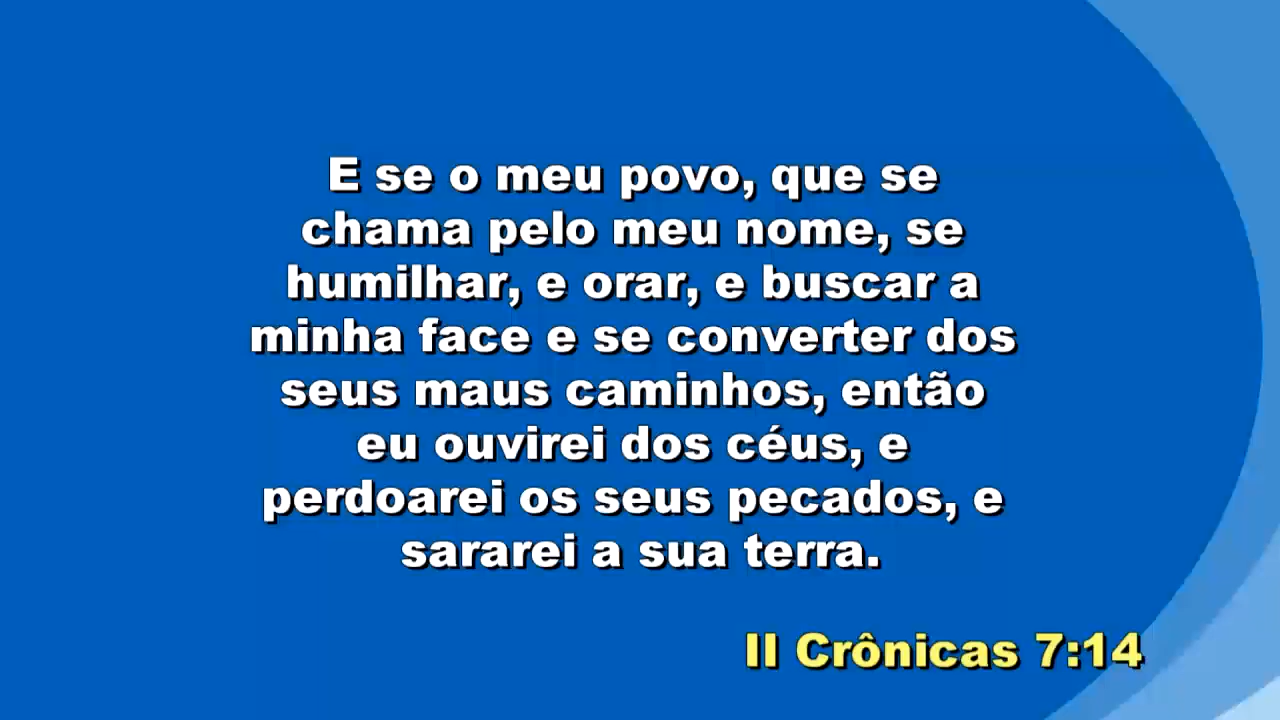 E se o meu povo, que se
chama pelo meu nome, se
humilhar, e orar, e buscar a
minha face e se converter dos
seus maus caminhos, então
eu ouvirei dos céus, e
perdoarei os seus pecados, e
sararei a sua terra.
II Crônicas 7:14